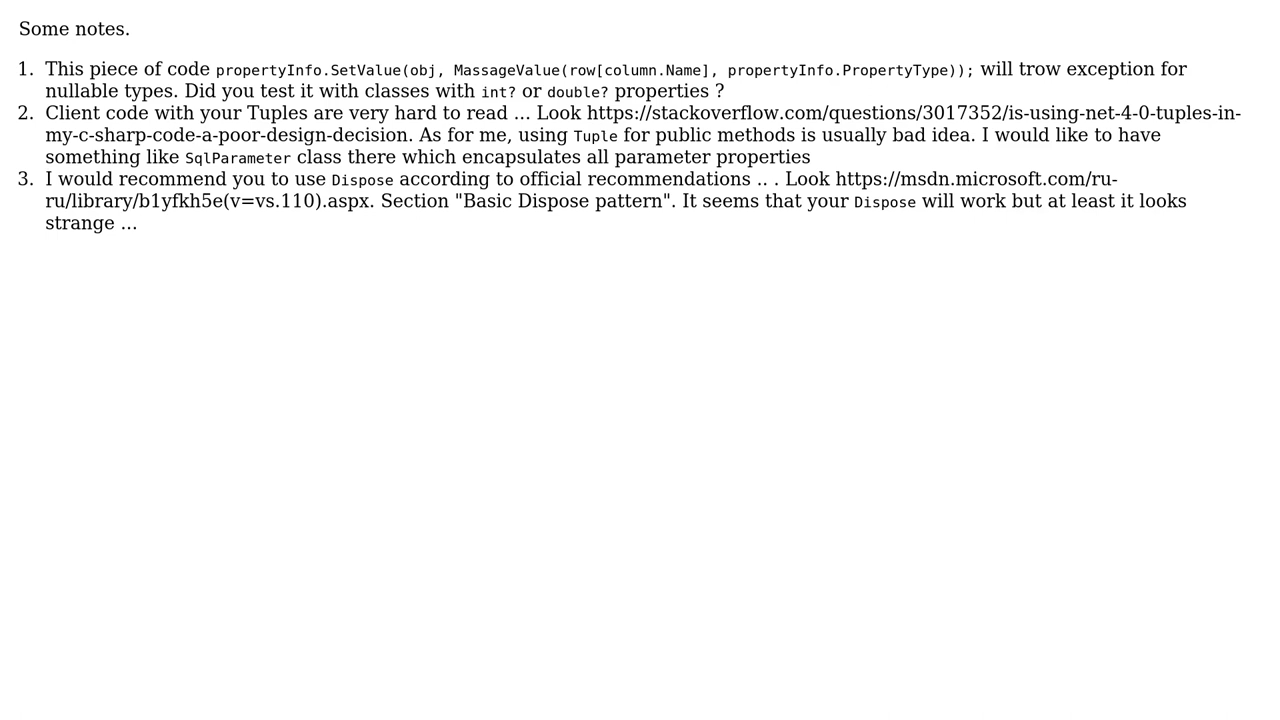 Some notes.
1. This piece of code propertyInfo.SetValue(obj, MassageValue(row[column.Name], propertyInfo.PropertyType)); will trow exception for
nullable types. Did you test it with classes with int? or double? properties ?
2. Client code with your Tuples are very hard to read ... Look https://stackoverflow.com/questions/3017352/is-using-net-4-0-tuples-in-
my-c-sharp-code-a-poor-design-decision. As for me, using Tuple for public methods is usually bad idea. I would like to have
something like SqlParameter class there which encapsulates all parameter properties
3. I would recommend you to use Dispose according to official recommendations .. . Look https://msdn.microsoft.com/ru-
ru/library/b1yfkh5e(v=vs.110).aspx. Section "Basic Dispose pattern". It seems that your Dispose will work but at least it looks
strange ...